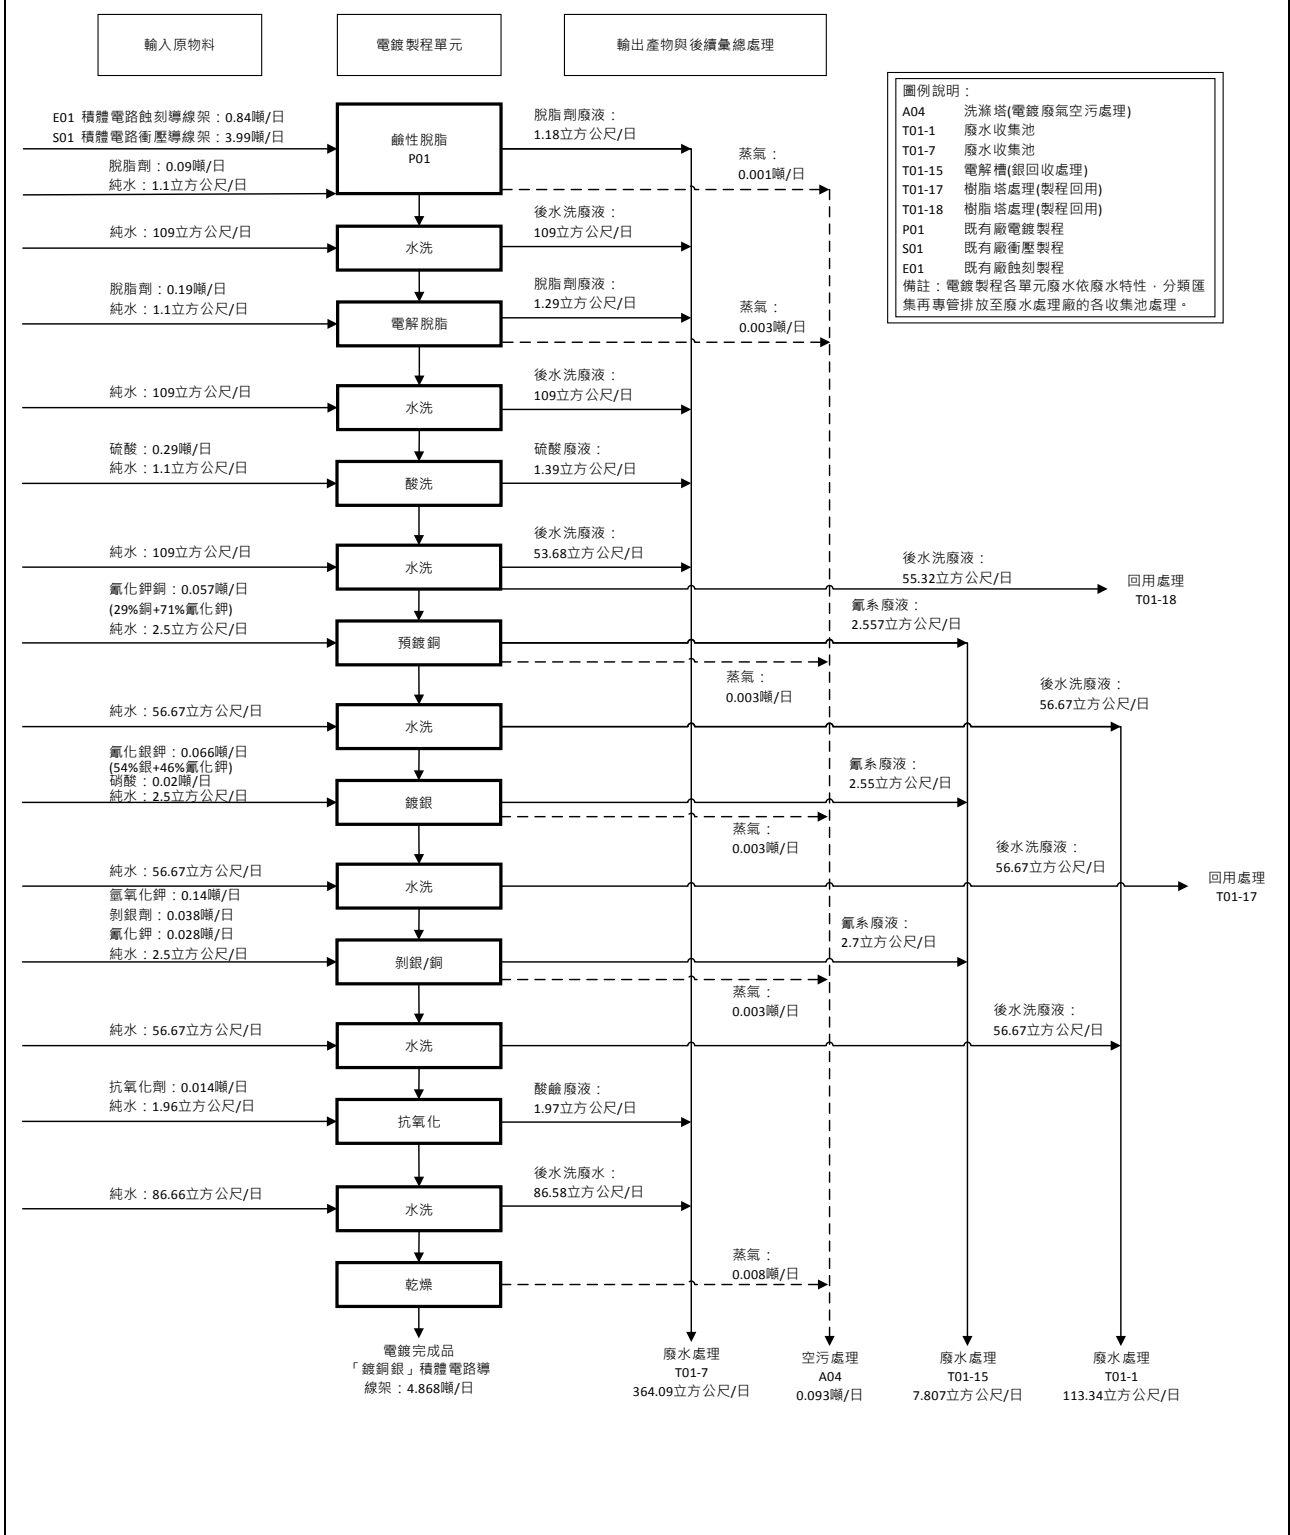 輸入原物料
電鍍製程單元
輸出產物與後續彙總處理
圖例說明：
A04 洗滌塔(電鍍廢氣空污處理)
T01-1 廢水收集池
T01-7 廢水收集池
T01-15 電解槽(銀回收處理)
T01-17 樹脂塔處理(製程回用)
T01-18 樹脂塔處理(製程回用)
P01 既有廠電鍍製程
S01 既有廠衝壓製程
E01 既有廠蝕刻製程
備註：電鍍製程各單元廢水依廢水特性，分類匯
集再專管排放至廢水處理廠的各收集池處理。
E01 積體電路蝕刻導線架：0.84噸/日
S01 積體電路衝壓導線架：3.99噸/日
脫脂劑：0.09噸/日
純水：1.1立方公尺/日
鹼性脫脂
P01
脫脂劑廢液：
1.18立方公尺/日
蒸氣：
0.001噸/日
純水：109立方公尺/日
水洗
後水洗廢液：
109立方公尺/日
脫脂劑：0.19噸/日
純水：1.1立方公尺/日
電解脫脂
脫脂劑廢液：
1.29立方公尺/日
蒸氣：
0.003噸/日
純水：109立方公尺/日
水洗
後水洗廢液：
109立方公尺/日
硫酸：0.29噸/日
純水：1.1立方公尺/日
酸洗
硫酸廢液：
1.39立方公尺/日
純水：109立方公尺/日
水洗
後水洗廢液：
53.68立方公尺/日
後水洗廢液：
55.32立方公尺/日
回用處理
T01-18
氰化鉀銅：0.057噸/日
(29%銅+71%氰化鉀)
純水：2.5立方公尺/日
預鍍銅
氰系廢液：
2.557立方公尺/日
蒸氣：
0.003噸/日
純水：56.67立方公尺/日
水洗
後水洗廢液：
56.67立方公尺/日
氰化銀鉀：0.066噸/日
(54%銀+46%氰化鉀)
硝酸：0.02噸/日
純水：2.5立方公尺/日
鍍銀
氰系廢液：
2.55立方公尺/日
蒸氣：
0.003噸/日
純水：56.67立方公尺/日
水洗
後水洗廢液：
56.67立方公尺/日
回用處理
T01-17
氫氧化鉀：0.14噸/日
剝銀劑：0.038噸/日
氰化鉀：0.028噸/日
純水：2.5立方公尺/日
剝銀/銅
氰系廢液：
2.7立方公尺/日
蒸氣：
0.003噸/日
純水：56.67立方公尺/日
水洗
後水洗廢液：
56.67立方公尺/日
抗氧化劑：0.014噸/日
純水：1.96立方公尺/日
抗氧化
酸鹼廢液：
1.97立方公尺/日
純水：86.66立方公尺/日
水洗
後水洗廢水：
86.58立方公尺/日
乾燥
蒸氣：
0.008噸/日
電鍍完成品
「鍍銅銀」積體電路導
線架：4.868噸/日
廢水處理
T01-7
364.09立方公尺/日
空污處理
A04
0.093噸/日
廢水處理
T01-15
7.807立方公尺/日
廢水處理
T01-1
113.34立方公尺/日